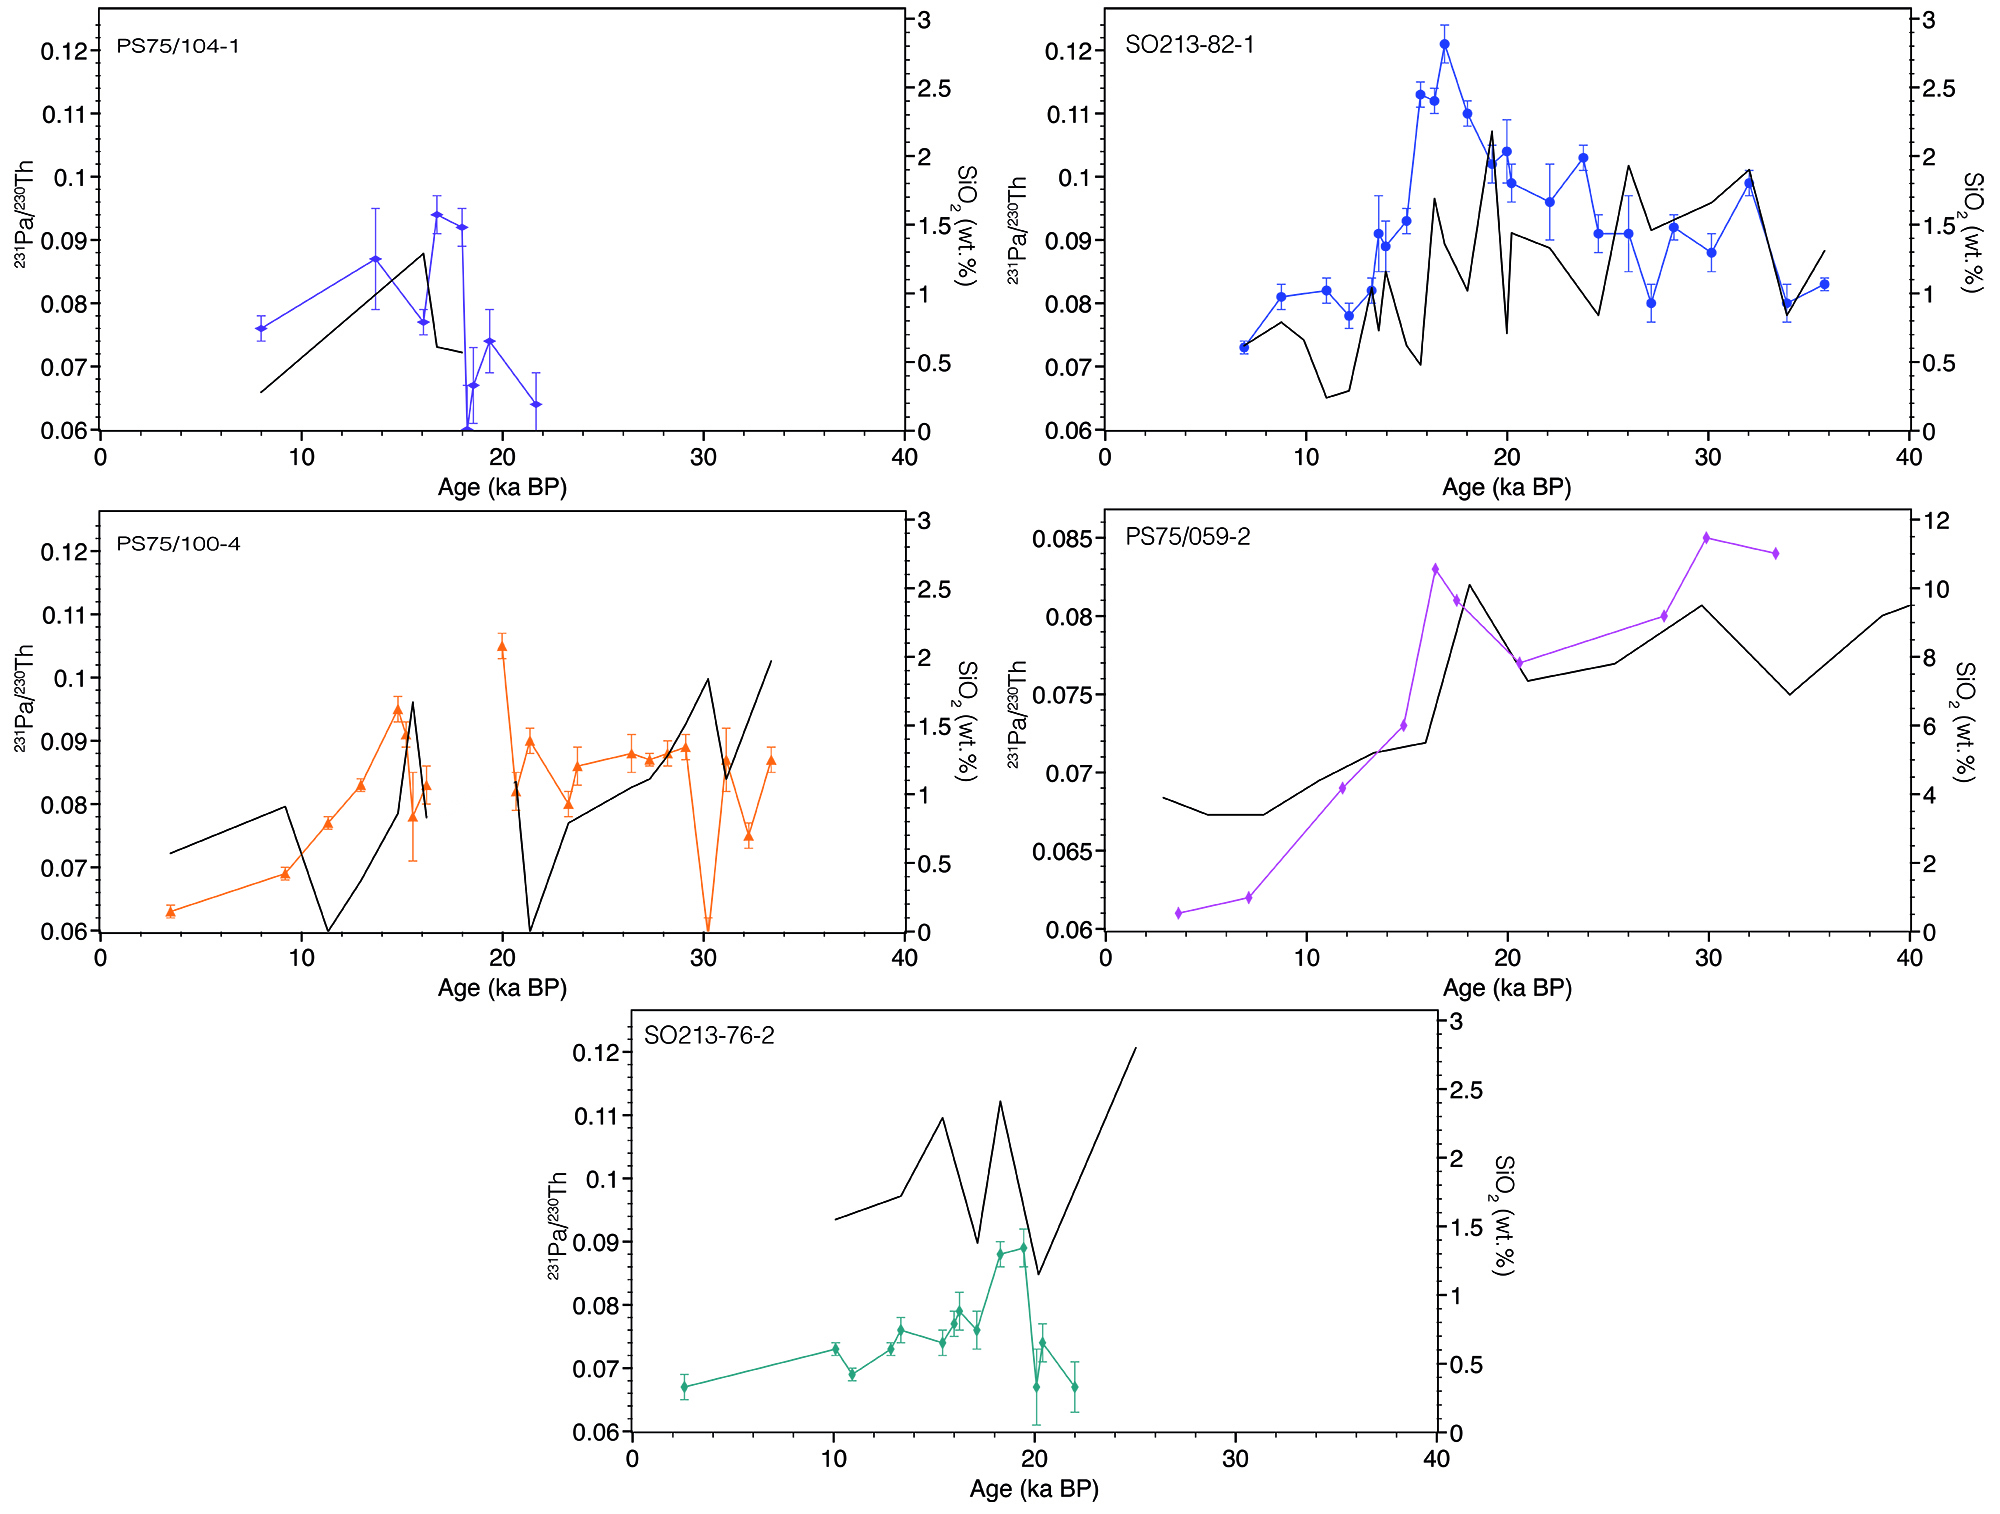 PS75/104-1
0.12
0.11
0.1
0.09
0.08
0.07
0.06
231Pa/230Th
3
2.5
2
1.5
1
0.5
0
SiO2 (wt.%)
0 10 20 30 40
Age (ka BP)
SO213-82-1
0.12
0.11
0.1
0.09
0.08
0.07
0.06
231Pa/230Th
3
2.5
2
1.5
1
0.5
0
SiO2 (wt.%)
0 10 20 30 40
Age (ka BP)
PS75/100-4
0.12
0.11
0.1
0.09
0.08
0.07
0.06
231Pa/230Th
3
2.5
2
1.5
1
0.5
0
SiO2 (wt.%)
0 10 20 30 40
Age (ka BP)
PS75/059-2
0.085
0.08
0.075
0.07
0.065
0.06
231Pa/230Th
12
10
8
6
4
2
0
SiO2 (wt.%)
0 10 20 30 40
Age (ka BP)
SO213-76-2
0.12
0.11
0.1
0.09
0.08
0.07
0.06
231Pa/230Th
3
2.5
2
1.5
1
0.5
0
SiO2 (wt.%)
0 10 20 30 40
Age (ka BP)